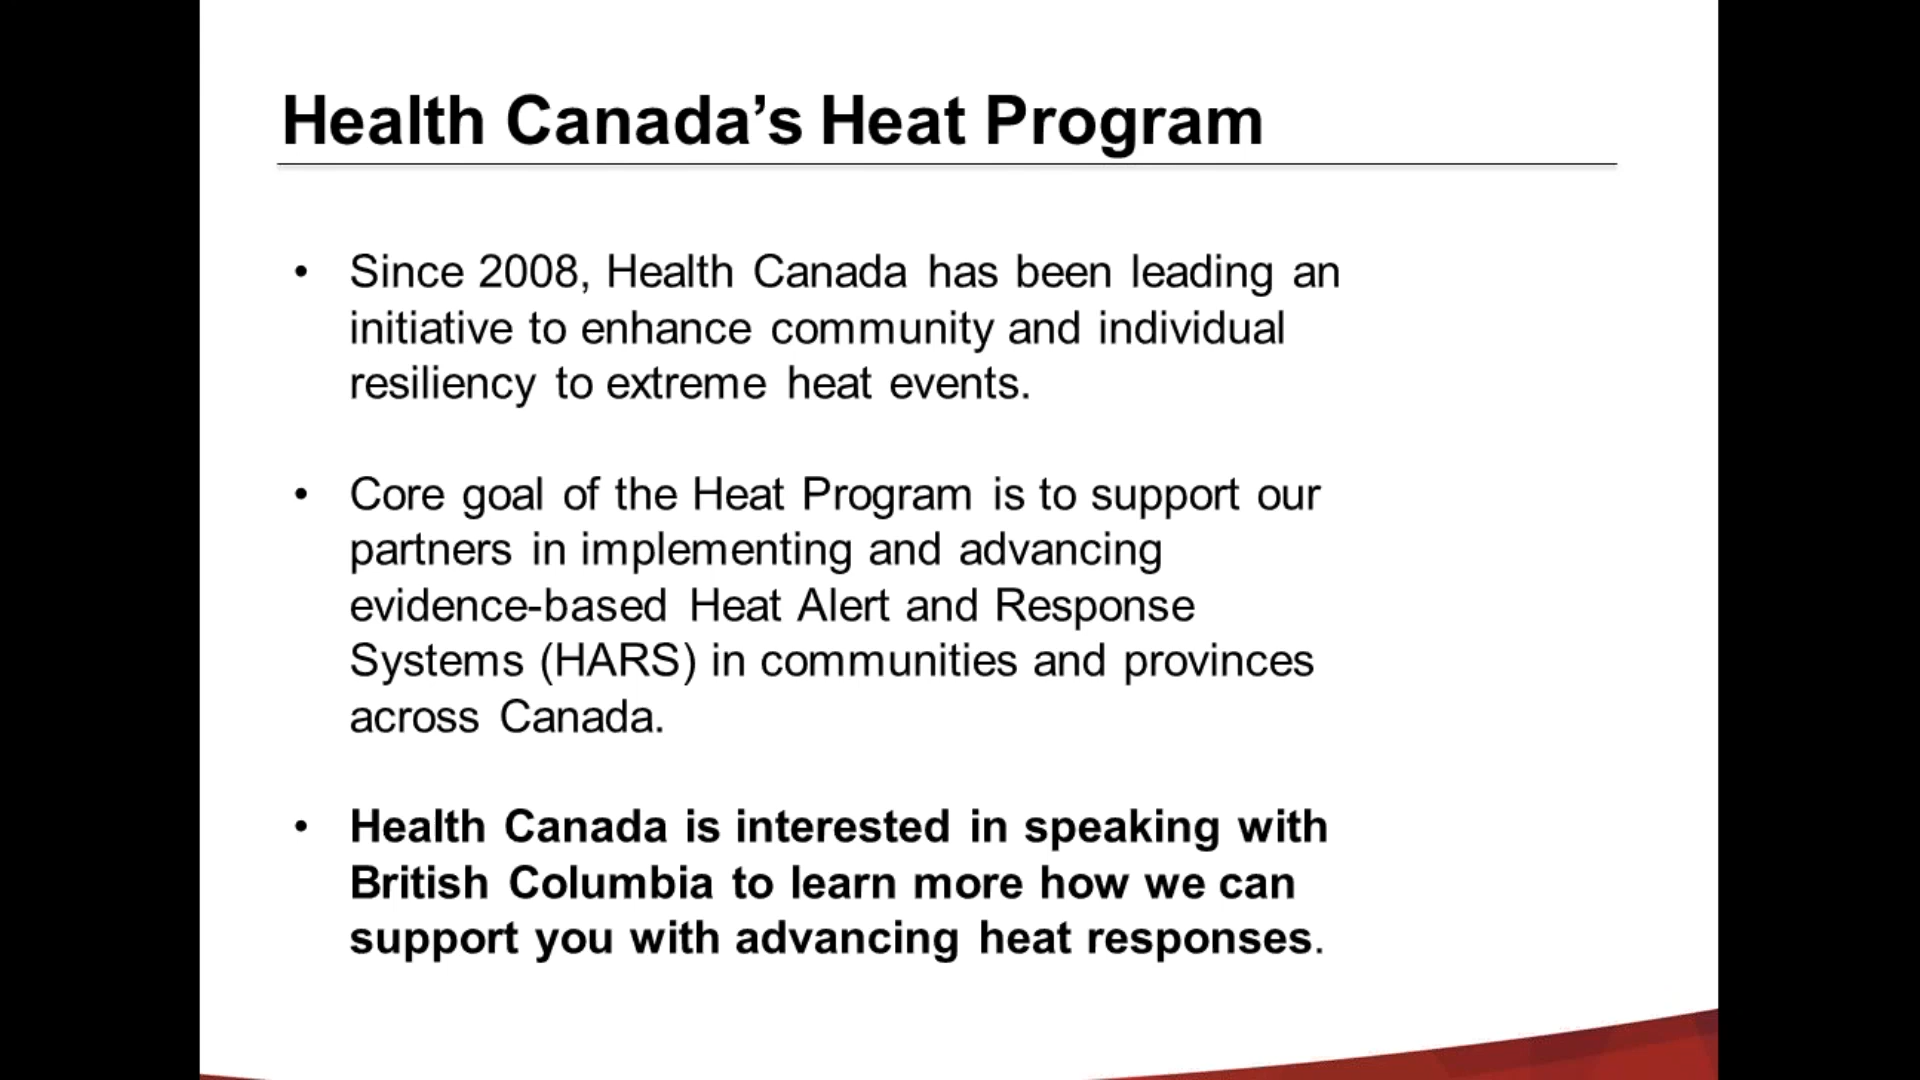 Health Canada’s Heat Program
• Since 2008, Health Canada has been leading an
initiative to enhance community and individual
resiliency to extreme heat events.
• Core goal of the Heat Program is to support our
partners in implementing and advancing
evidence-based Heat Alert and Response
Systems (HARS) in communities and provinces
across Canada.
• Health Canada is interested in speaking with
British Columbia to learn more how we can
support you with advancing heat responses.